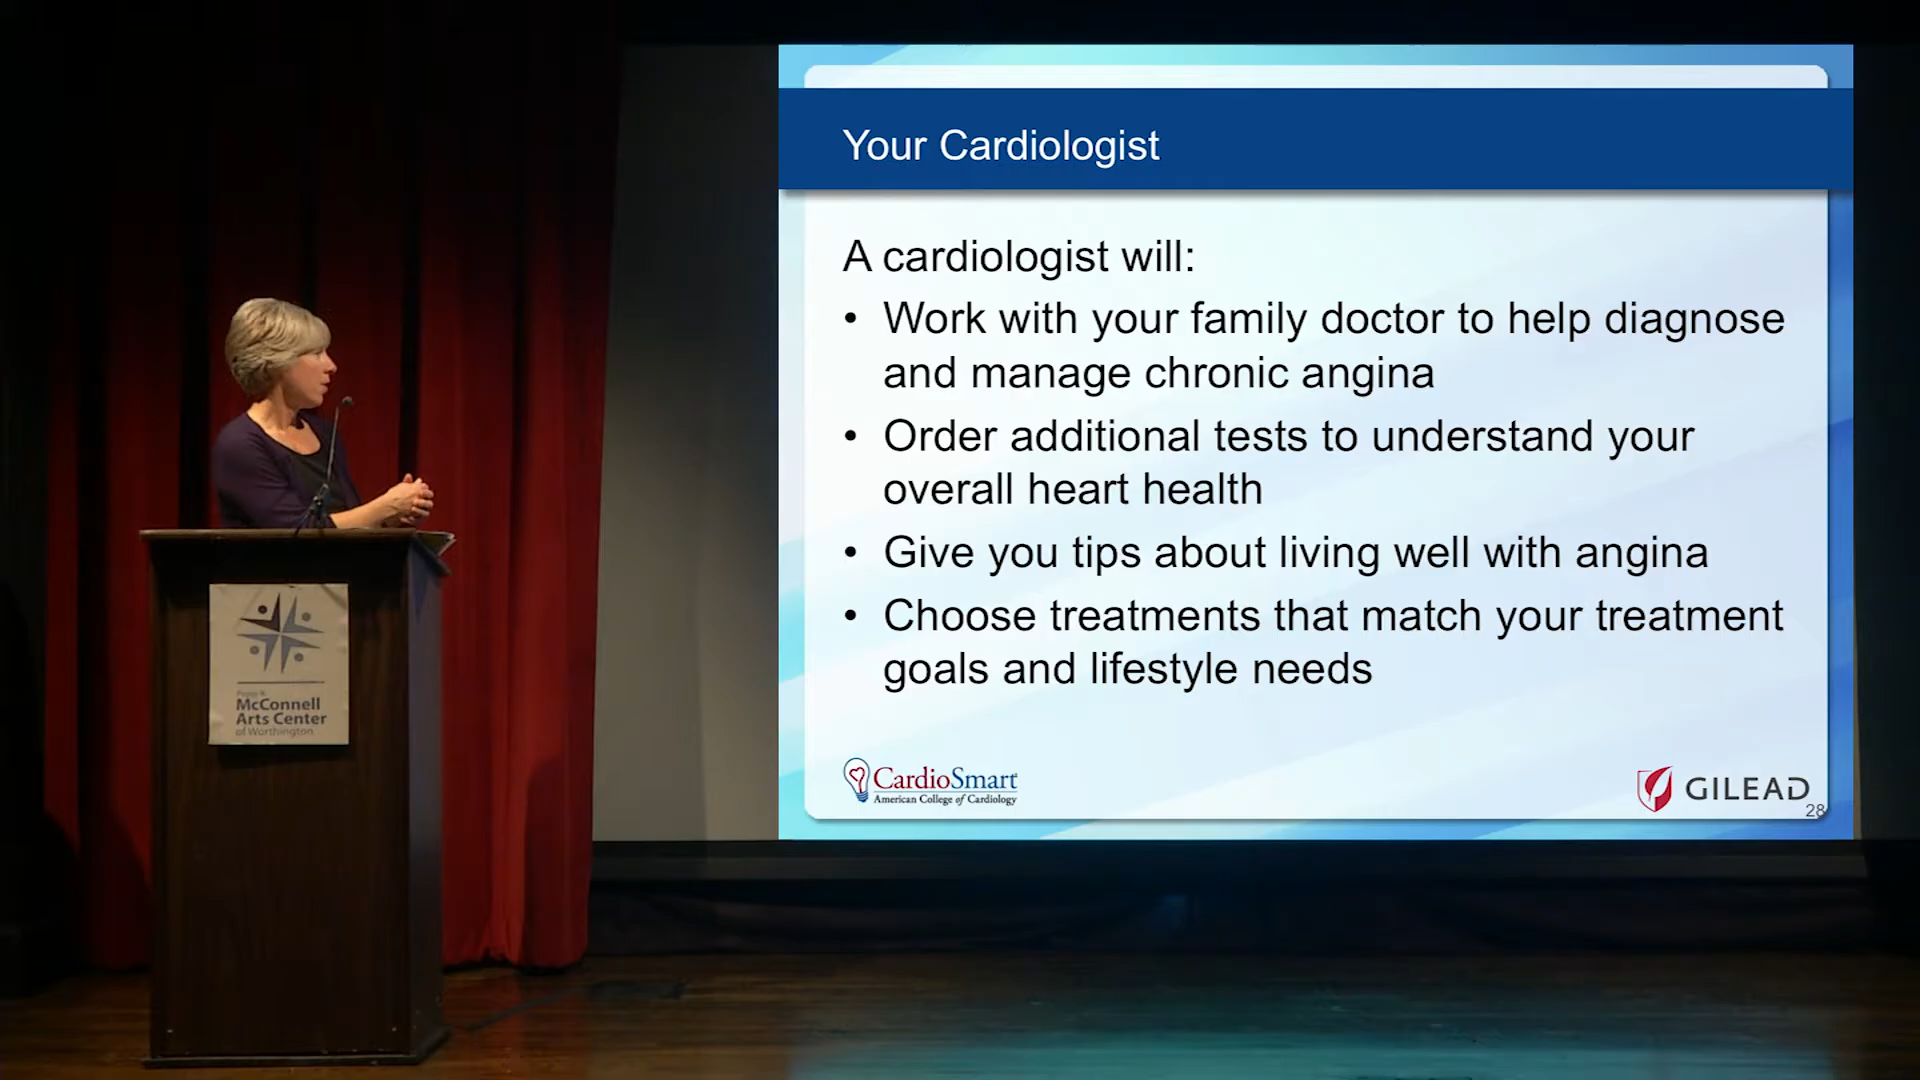 Your Cardiologist
A cardiologist will:
• Work with your family doctor to help diagnose
and manage chronic angina
• Order additional tests to understand your
overall heart health
• Give you tips about living well with angina
• Choose treatments that match your treatment
goals and lifestyle needs
CardioSmart
American College of Cardiology
GILEAD
28
McConnell
Arts Center
of Worthington